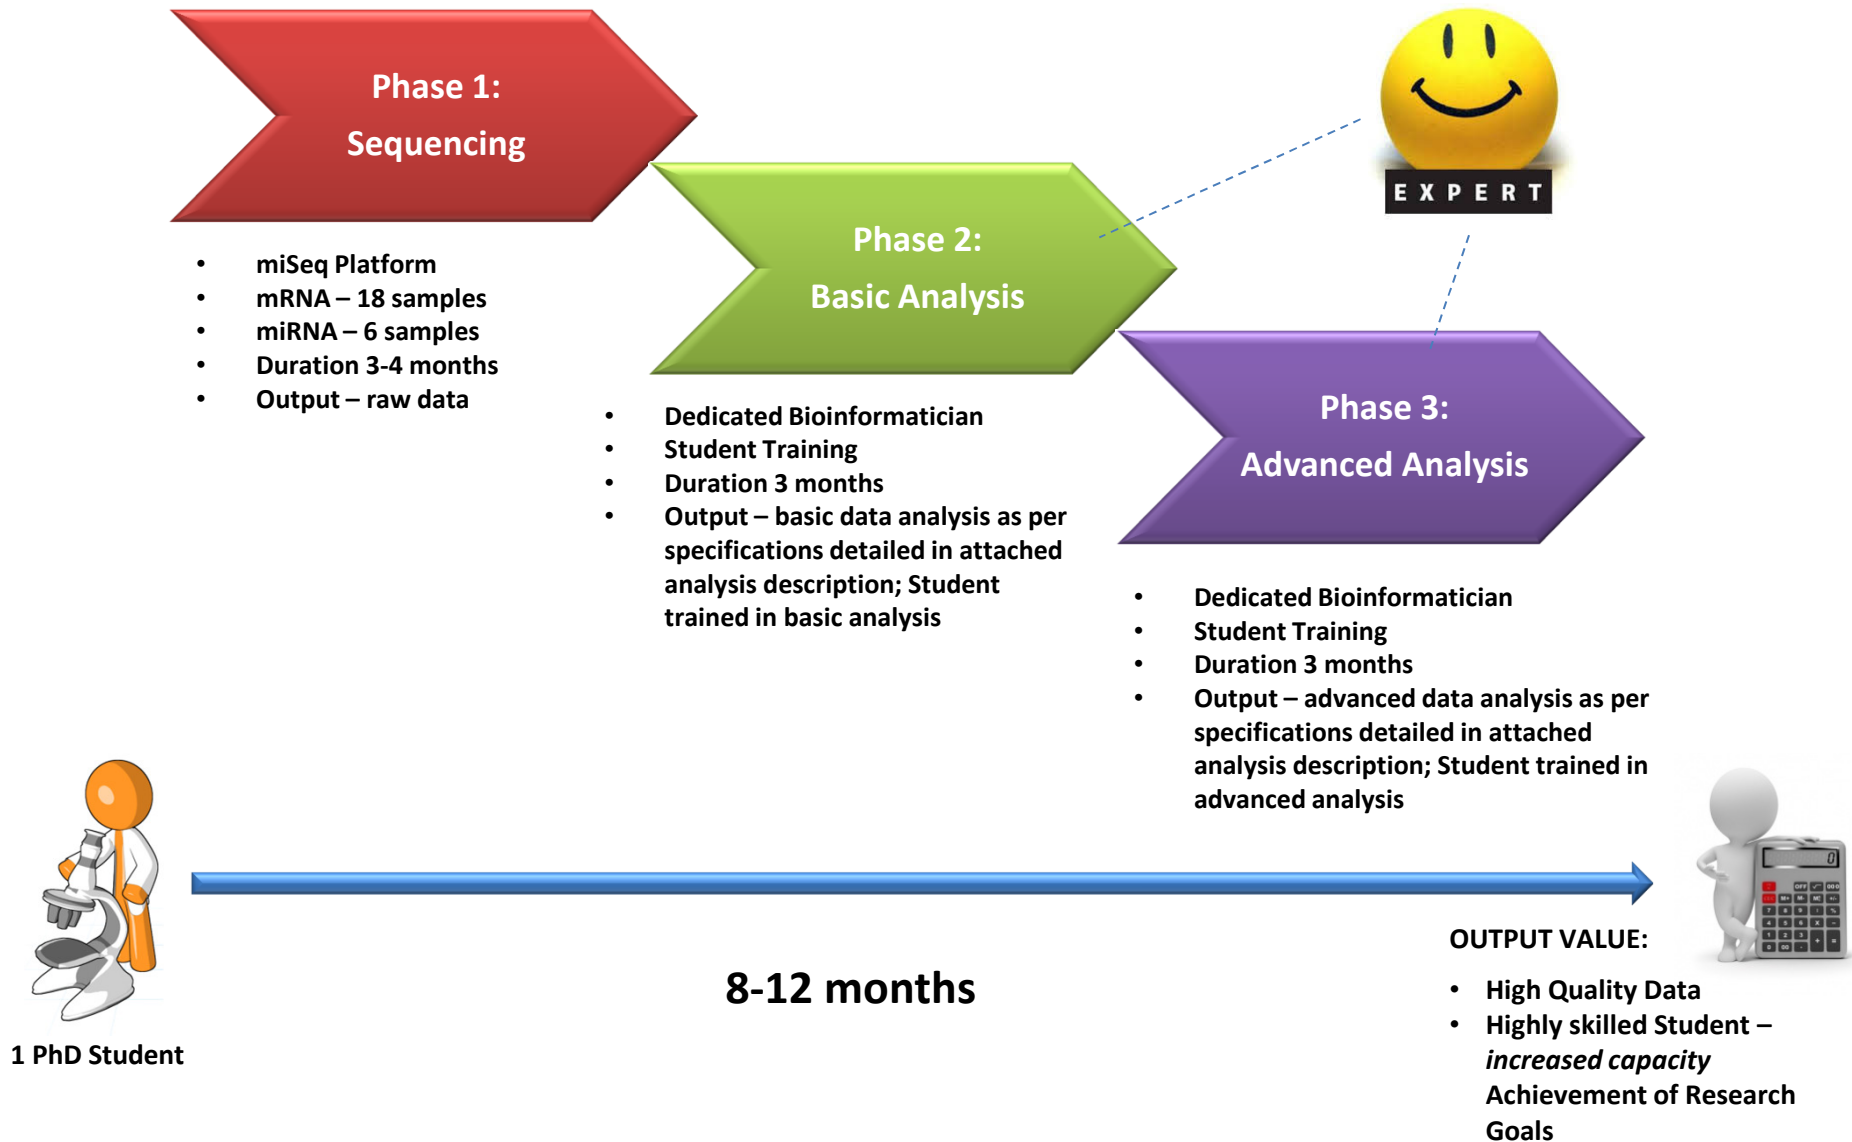 Phase 1:
Sequencing
• miSeq Platform
• mRNA – 18 samples
• miRNA – 6 samples
• Duration 3-4 months
• Output – raw data
EXPERT
Phase 2:
Basic Analysis
• Dedicated Bioinformatician
• Student Training
• Duration 3 months
• Output – basic data analysis as per
specifications detailed in attached
analysis description; Student
trained in basic analysis
Phase 3:
Advanced Analysis
• Dedicated Bioinformatician
• Student Training
• Duration 3 months
• Output – advanced data analysis as per
specifications detailed in attached
analysis description; Student trained in
advanced analysis
1 PhD Student
8-12 months
OUTPUT VALUE:
• High Quality Data
• Highly skilled Student –
increased capacity
Achievement of Research
Goals